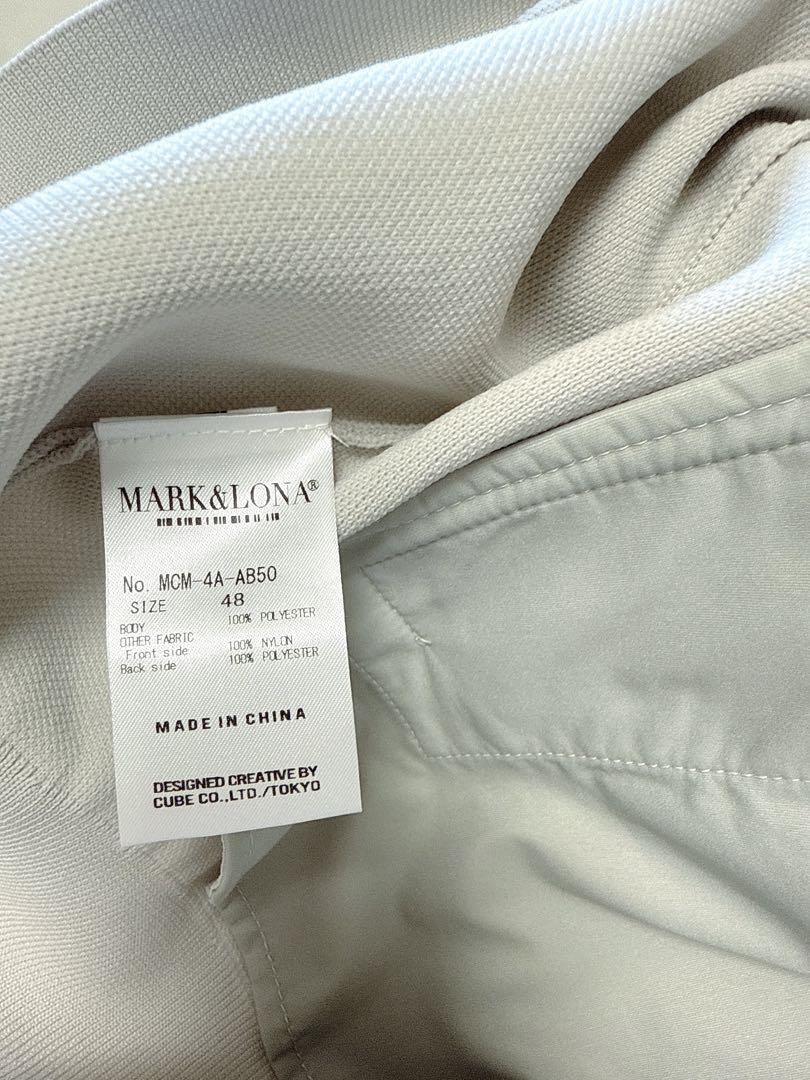 MARK&LONA®
No. MCM-4A-AB50
SIZE 48
BODY 100% POLYESTER
OTHER FABRIC
Front side 100% NYLON
Back side 100% POLYESTER
MADE IN CHINA
DESIGNED CREATIVE BY
CUBE CO.,LTD./TOKYO